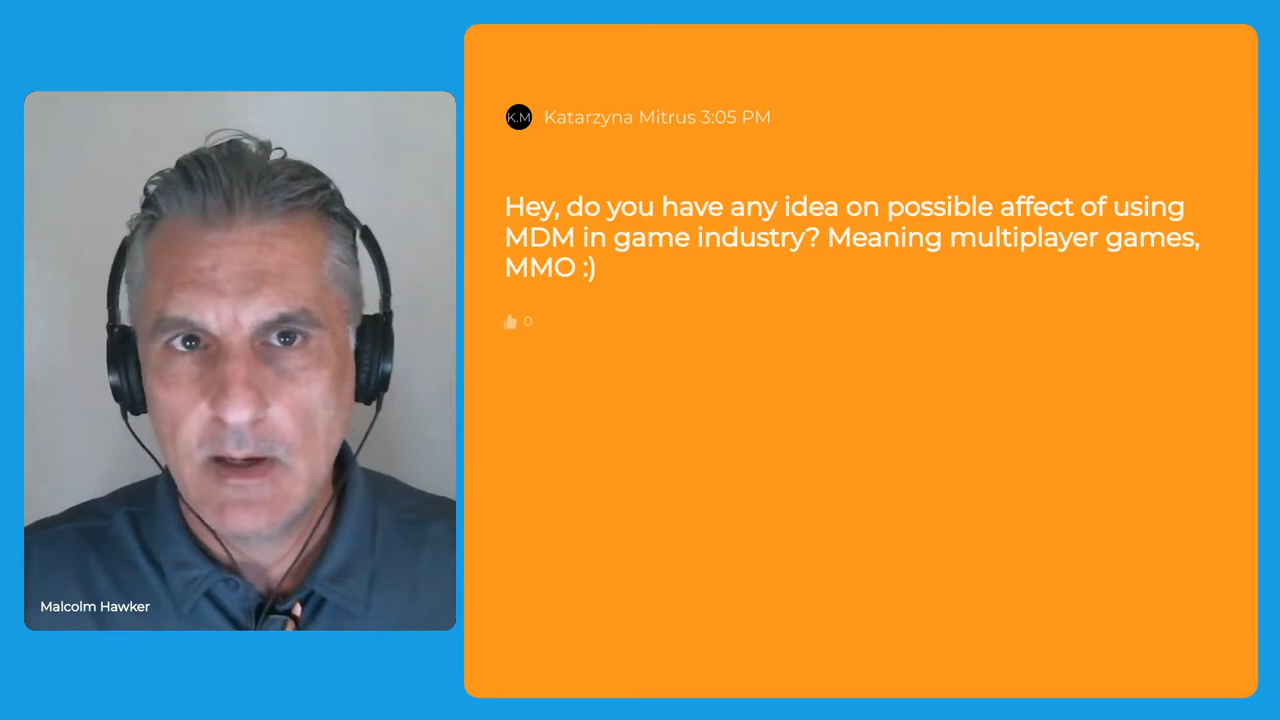 K.M Katarzyna Mitrus 3:05 PM
Hey, do you have any idea on possible affect of using
MDM in game industry? Meaning multiplayer games,
MMO :)
0
Malcolm Hawker